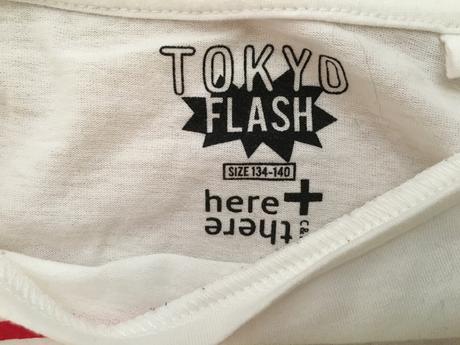 TOKYO
FLASH
SIZE 134-140
here+
there
C&